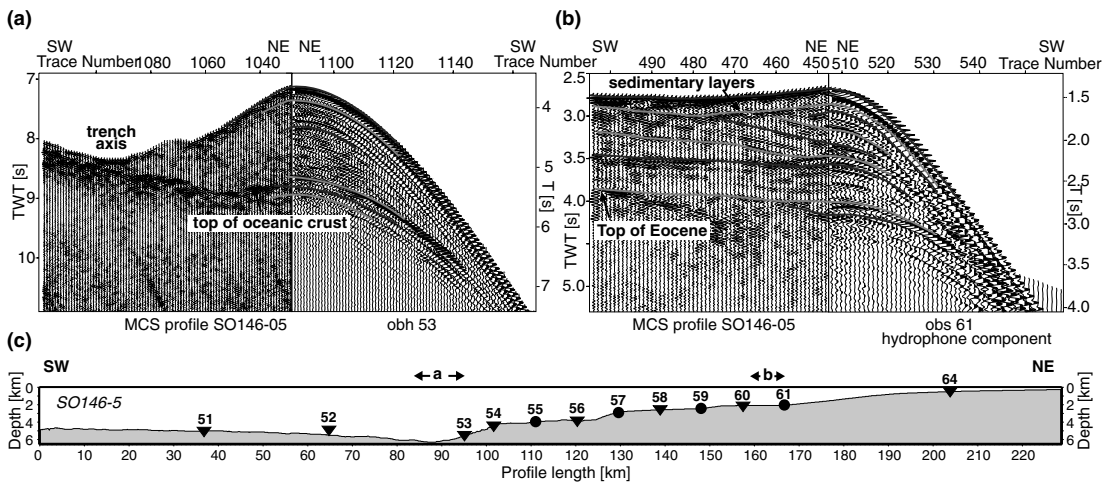 (a)
SW NE NE SW
Trace Number 1080 1060 1040 1100 1120 1140 Trace Number
7
8
9
10
TWT [s]
trench
axis
top of oceanic crust
4
5
6
7
T [s]
MCS profile SO146-05 obh 53
(b)
SW NE NE SW
490 480 470 460 450 510 520 530 540 Trace Number
2.5
3.0
3.5
4.0
4.5
5.0
TWT [s]
sedimentary layers
Top of Eocene
1.5
2.0
2.5
3.0
3.5
4.0
T [s]
MCS profile SO146-05 obs 61
hydrophone component
(c)
SW a b NE
SO146-5
51 52 53 54 55 56 57 58 59 60 61 64
Depth [km]
0
2
4
6
0
2
4
6
Depth [km]
0 10 20 30 40 50 60 70 80 90 100 110 120 130 140 150 160 170 180 190 200 210 220
Profile length [km]